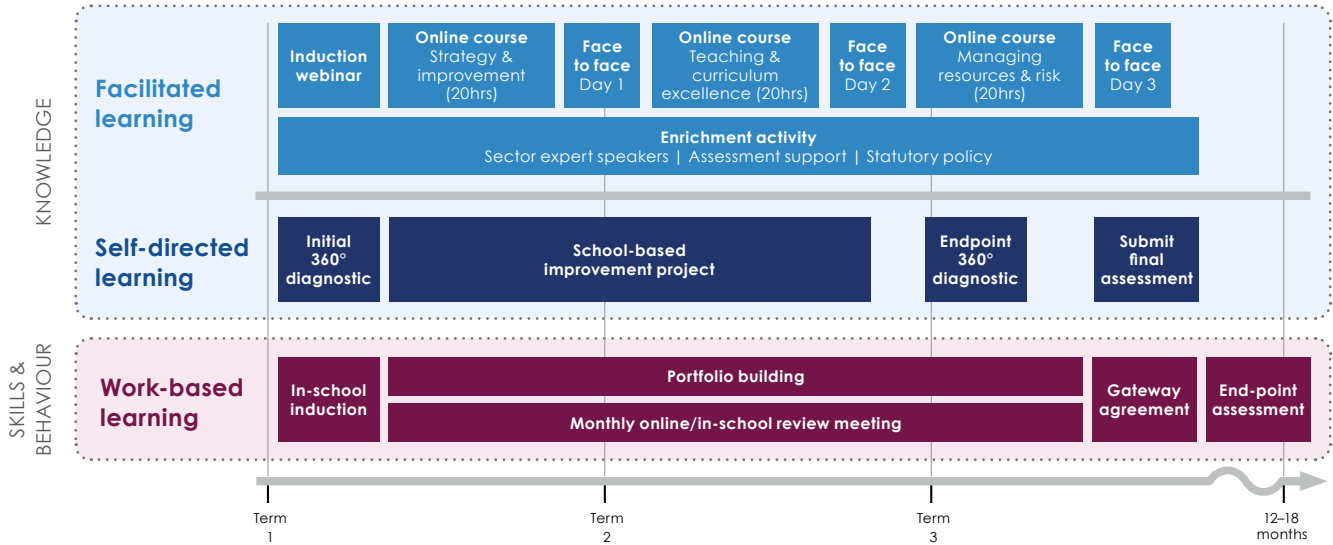 KNOWLEDGE
Facilitated
learning
Induction
webinar
Online course
Strategy &
improvement
(20hrs)
Face
to face
Day 1
Online course
Teaching &
curriculum
excellence (20hrs)
Face
to face
Day 2
Online course
Managing
resources & risk
(20hrs)
Face
to face
Day 3
Enrichment activity
Sector expert speakers | Assessment support | Statutory policy
Self-directed
learning
Initial
360°
diagnostic
School-based
improvement project
Endpoint
360°
diagnostic
Submit
final
assessment
SKILLS &
BEHAVIOUR
Work-based
learning
In-school
induction
Portfolio building
Monthly online/in-school review meeting
Gateway
agreement
End-point
assessment
Term
1
Term
2
Term
3
12–18
months